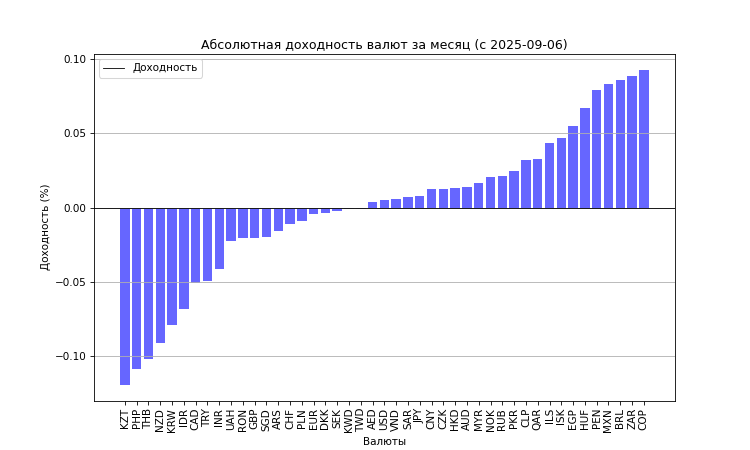 Абсолютная доходность валют за месяц (с 2025-09-06)
Доходность
0.10
0.05
0.00
−0.05
−0.10
Доходность (%)
KZT PHP THB NZD KRW IDR CAD TRY INR UAH RON GBP SGD ARS CHF PLN EUR DKK SEK KWD TWD AED USD VND SAR JPY CNY CZK HKD AUD MYR NOK RUB PKR CLP QAR ILS ISK EGP HUF PEN MXN BRL ZAR COP
Валюты